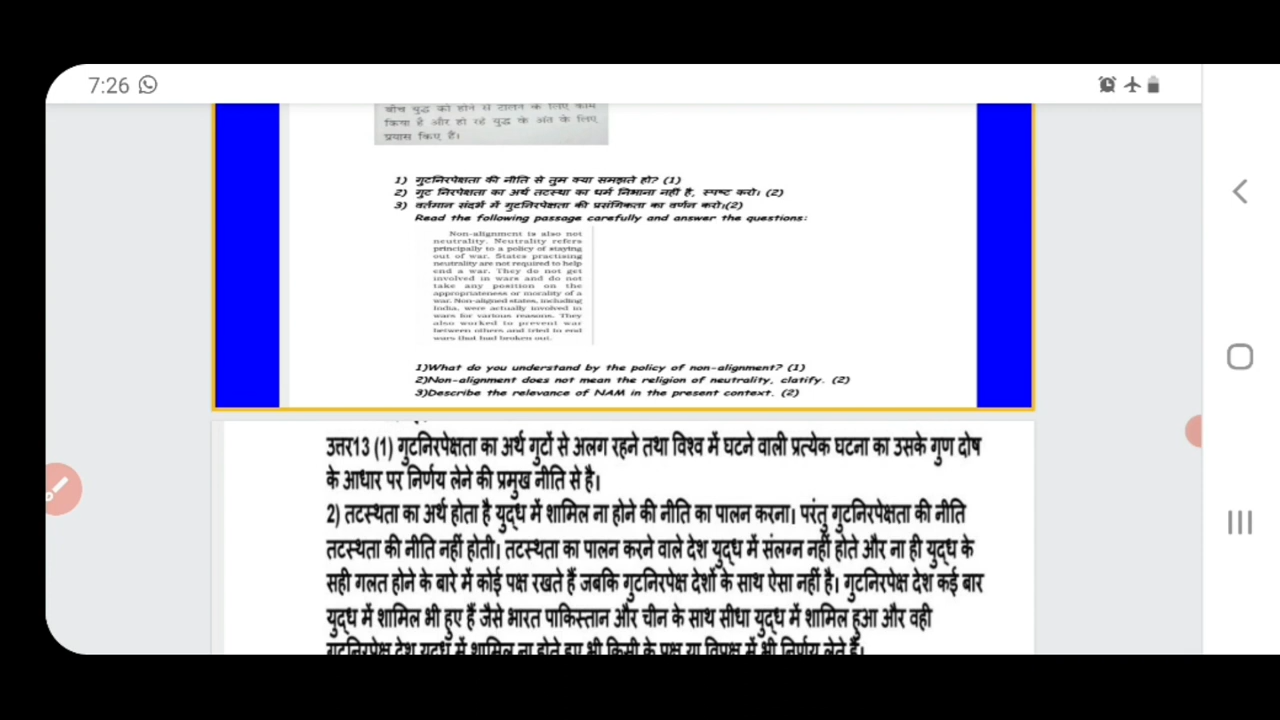 7:26
बीच युद्ध को होने से टालने के लिए काम
किया है और हो रहे युद्ध के अंत के लिए
प्रयास किए हैं।
1) गुटनिरपेक्षता की नीति से तुम क्या समझते हो? (1)
2) गुट निरपेक्षता का अर्थ तटस्था का धर्म निभाना नहीं है, स्पष्ट करो। (2)
3) वर्तमान संदर्भ में गुटनिरपेक्षता की प्रसंगिकता का वर्णन करो।(2)
Read the following passage carefully and answer the questions:
Non-alignment is also not
neutrality. Neutrality refers
principally to a policy of staying
out of war. States practising
neutrality are not required to help
end a war. They do not get
involved in wars and do not
take any position on the
appropriateness or morality of a
war. Non-aligned states, including
India, were actually involved in
wars for various reasons. They
also worked to prevent war
between others and tried to end
wars that had broken out.
1)What do you understand by the policy of non-alignment? (1)
2)Non-alignment does not mean the religion of neutrality, clatify. (2)
3)Describe the relevance of NAM in the present context. (2)
उत्तर13 (1) गुटनिरपेक्षता का अर्थ गुटों से अलग रहने तथा विश्व में घटने वाली प्रत्येक घटना का उसके गुण दोष
के आधार पर निर्णय लेने की प्रमुख नीति से है।
2) तटस्थता का अर्थ होता है युद्ध में शामिल ना होने की नीति का पालन करना। परंतु गुटनिरपेक्षता की नीति
तटस्थता की नीति नहीं होती। तटस्थता का पालन करने वाले देश युद्ध में संलग्न नहीं होते और ना ही युद्ध के
सही गलत होने के बारे में कोई पक्ष रखते हैं जबकि गुटनिरपेक्ष देशों के साथ ऐसा नहीं है। गुटनिरपेक्ष देश कई बार
युद्ध में शामिल भी हुए हैं जैसे भारत पाकिस्तान और चीन के साथ सीधा युद्ध में शामिल हुआ और वही
गुटनिरपेक्ष देश युद्ध में शामिल ना होते हुए भी किसी के पक्ष या विपक्ष में भी निर्णय लेते हैं।